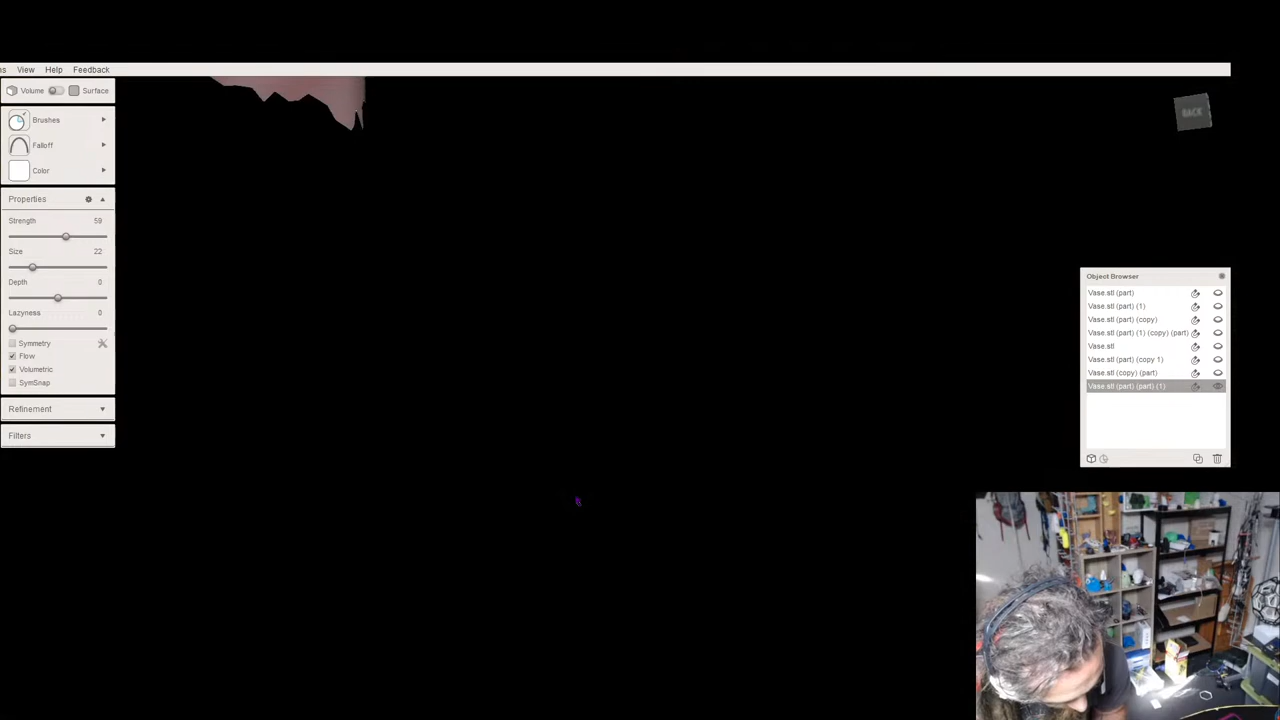 ns View Help Feedback
Volume Surface
BACK
Brushes
Falloff
Color
Properties
Strength 59
Size 22
Depth 0
Lazyness 0
Symmetry
Flow
Volumetric
SymSnap
Refinement
Filters
Object Browser
Vase.stl (part)
Vase.stl (part) (1)
Vase.stl (part) (copy)
Vase.stl (part) (1) (copy) (part)
Vase.stl
Vase.stl (part) (copy 1)
Vase.stl (copy) (part)
Vase.stl (part) (part) (1)